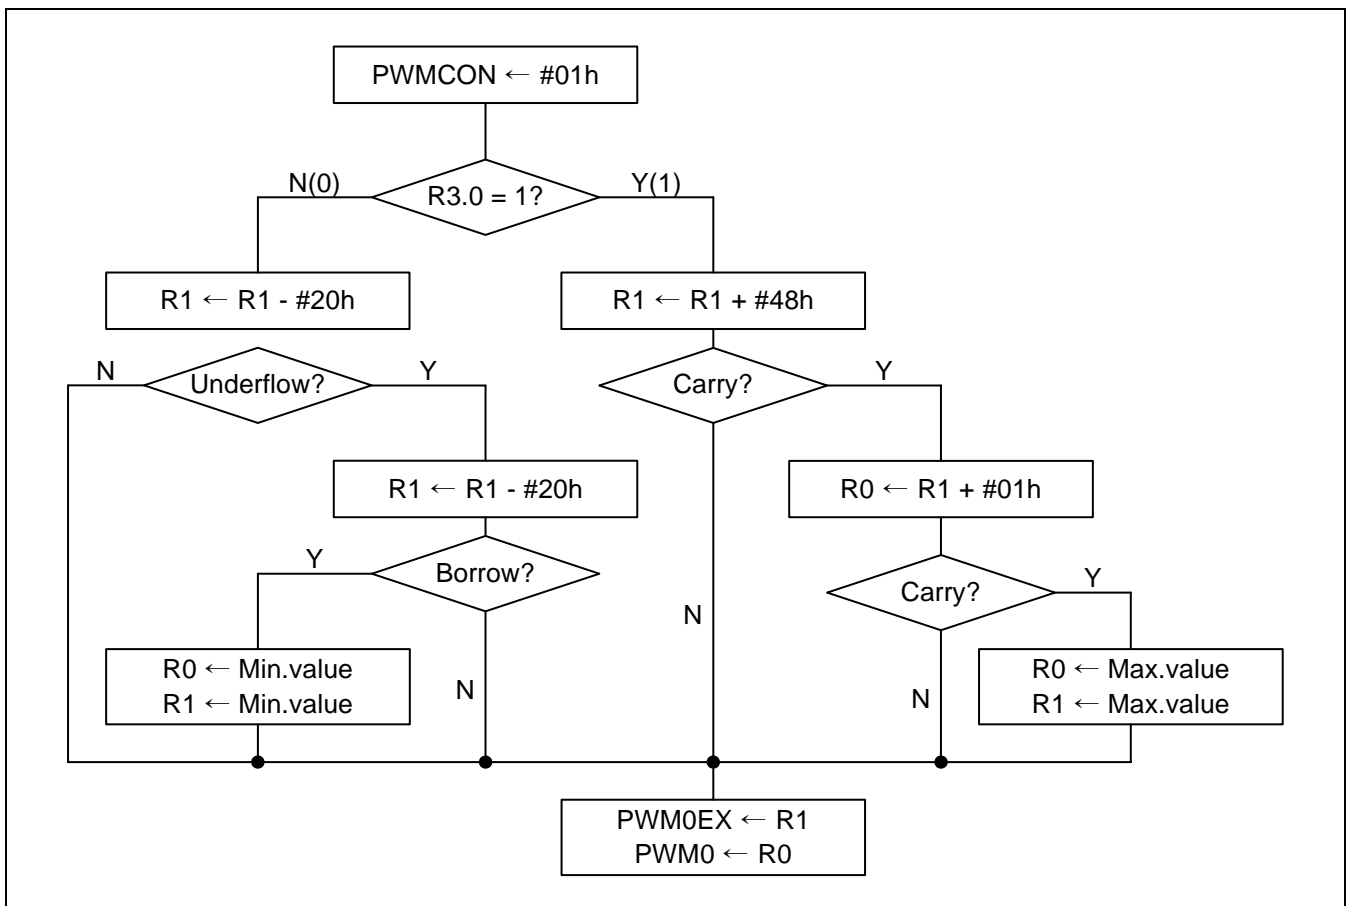 PWMCON ← #01h
N(0)
R3.0 = 1?
Y(1)
R1 ← R1 - #20h
R1 ← R1 + #48h
N
Underflow?
Y
Carry?
Y
R1 ← R1 - #20h
R0 ← R1 + #01h
Y
Borrow?
Carry?
Y
N
R0 ← Min.value
R1 ← Min.value
N
N
R0 ← Max.value
R1 ← Max.value
PWM0EX ← R1
PWM0 ← R0